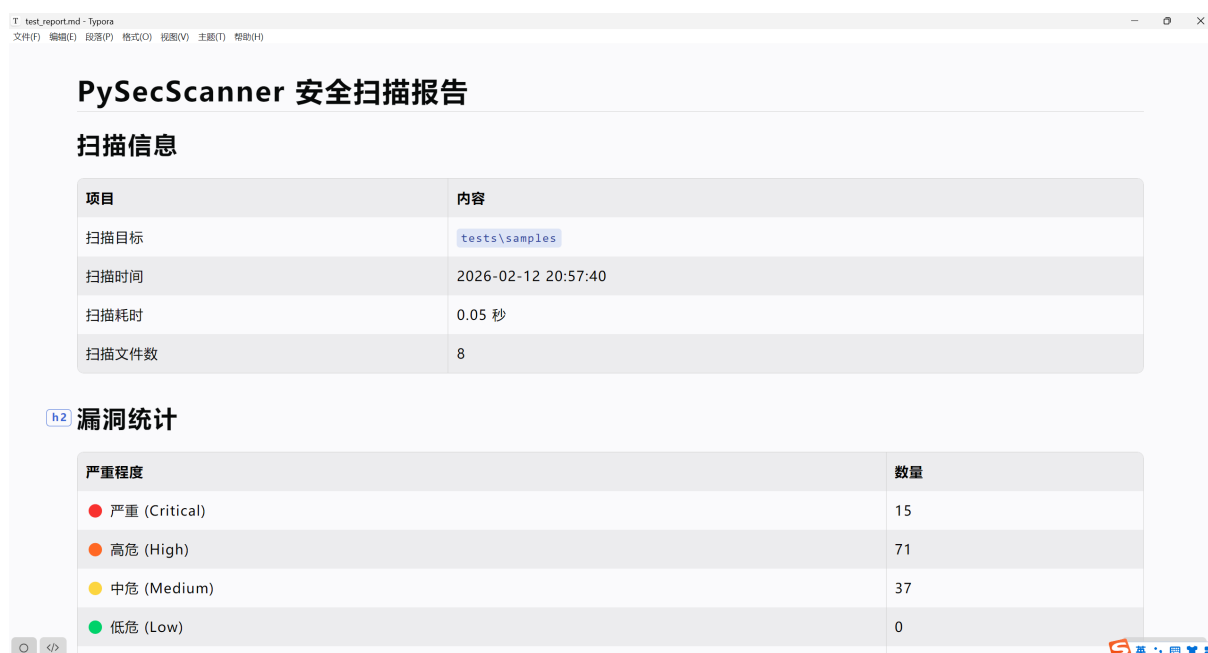 T test_report.md - Typora
文件(F) 编辑(E) 段落(P) 格式(O) 视图(V) 主题(T) 帮助(H)
PySecScanner 安全扫描报告
扫描信息
项目 内容
扫描目标 tests\samples
扫描时间 2026-02-12 20:57:40
扫描耗时 0.05 秒
扫描文件数 8
h2 漏洞统计
严重程度 数量
严重 (Critical) 15
高危 (High) 71
中危 (Medium) 37
低危 (Low) 0
</> 
英